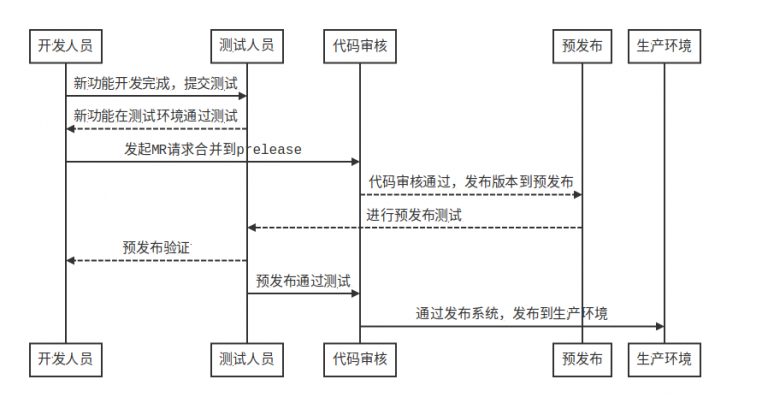 开发人员 测试人员 代码审核 预发布 生产环境
新功能开发完成，提交测试
新功能在测试环境通过测试
发起MR请求合并到prelease
代码审核通过，发布版本到预发布
进行预发布测试
预发布验证
预发布通过测试
通过发布系统，发布到生产环境
开发人员 测试人员 代码审核 预发布 生产环境